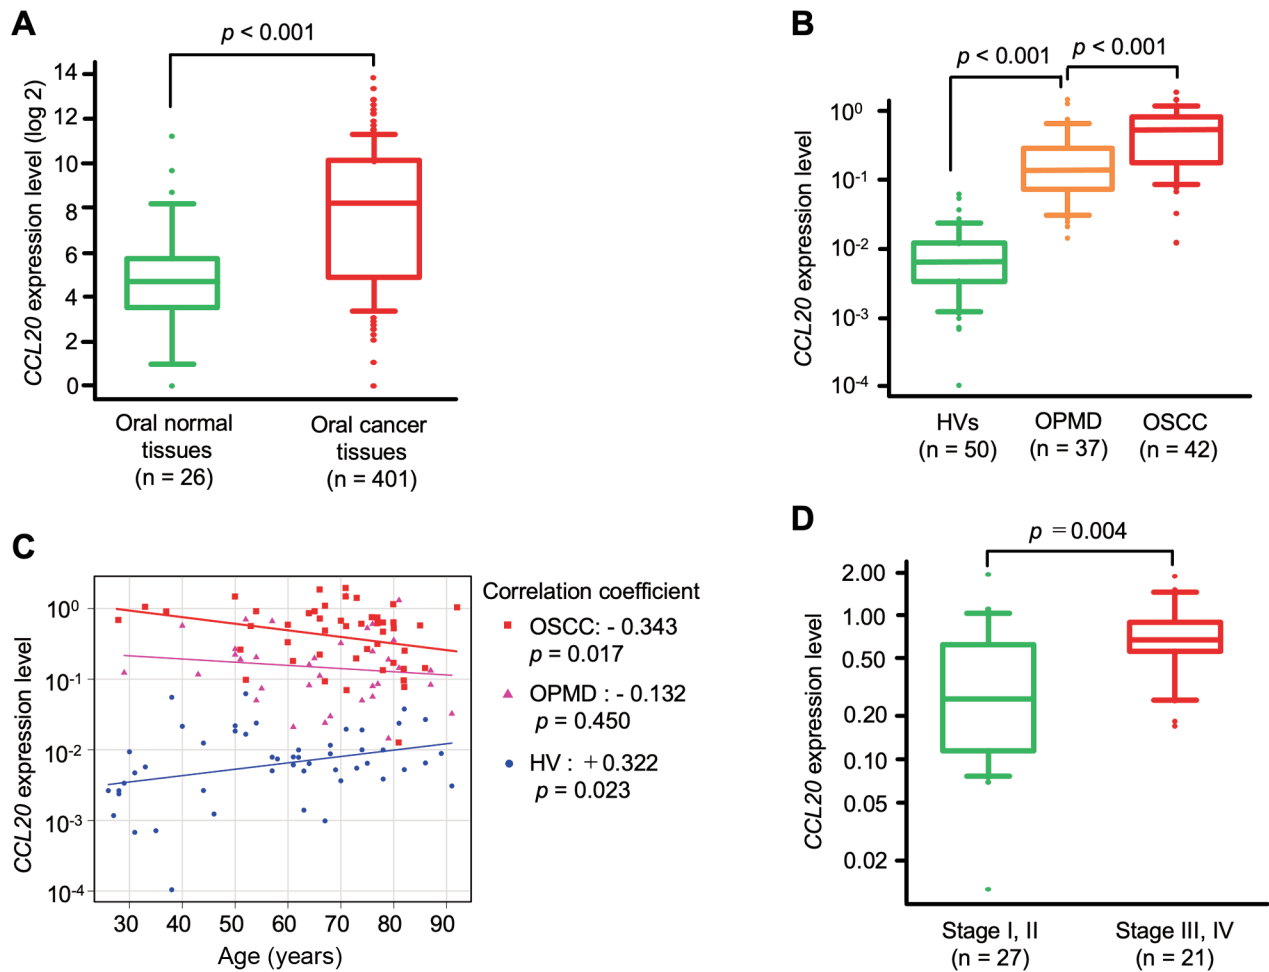 A
p < 0.001
CCL20 expression level (log 2)
14
12
10
8
6
4
2
0
Oral normal
tissues
(n = 26)
Oral cancer
tissues
(n = 401)
B
p < 0.001
p < 0.001
CCL20 expression level
10⁰
10⁻¹
10⁻²
10⁻³
10⁻⁴
HVs
(n = 50)
OPMD
(n = 37)
OSCC
(n = 42)
C
CCL20 expression level
10⁰
10⁻¹
10⁻²
10⁻³
10⁻⁴
30 40 50 60 70 80 90
Age (years)
Correlation coefficient
OSCC: - 0.343
p = 0.017
OPMD : - 0.132
p = 0.450
HV : +0.322
p = 0.023
D
p = 0.004
CCL20 expression level
2.00
1.00
0.50
0.20
0.10
0.05
0.02
Stage I, II
(n = 27)
Stage III, IV
(n = 21)